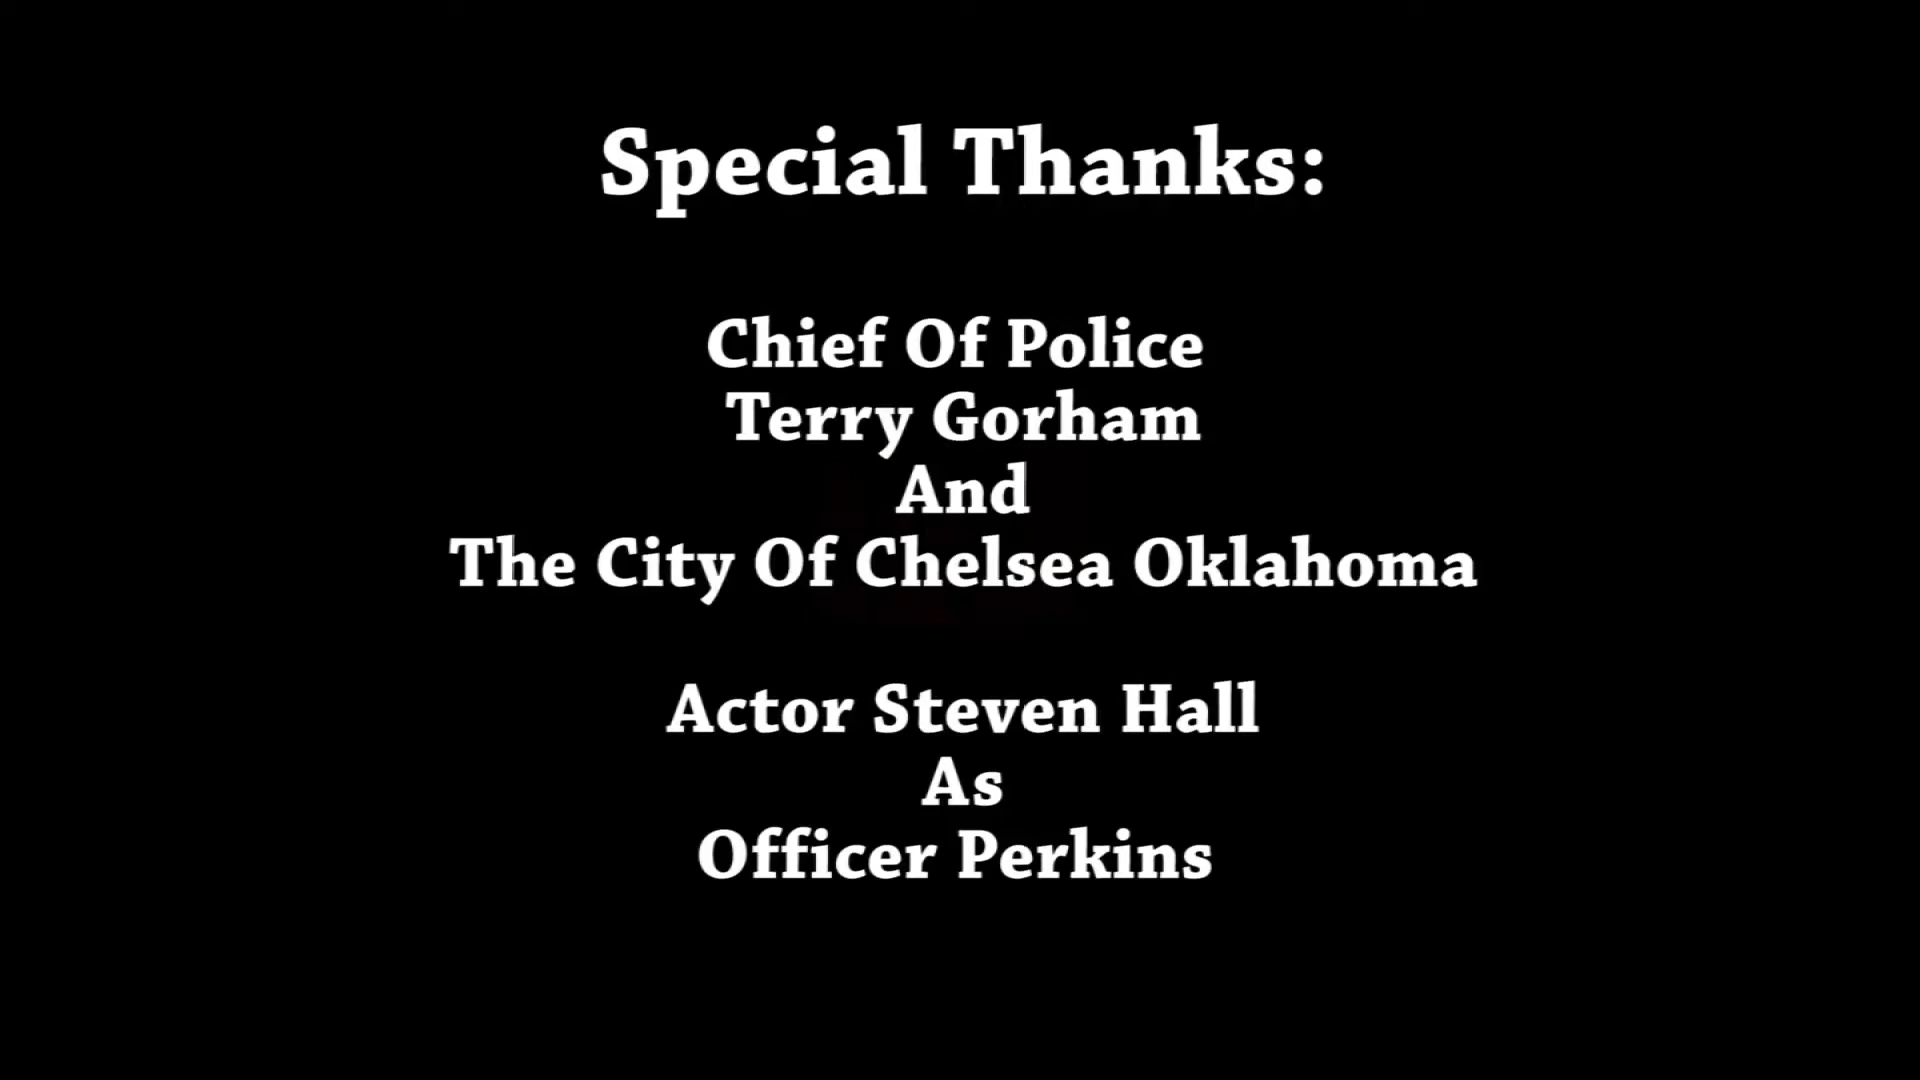 Special Thanks:
Chief Of Police
Terry Gorham
And
The City Of Chelsea Oklahoma
Actor Steven Hall
As
Officer Perkins